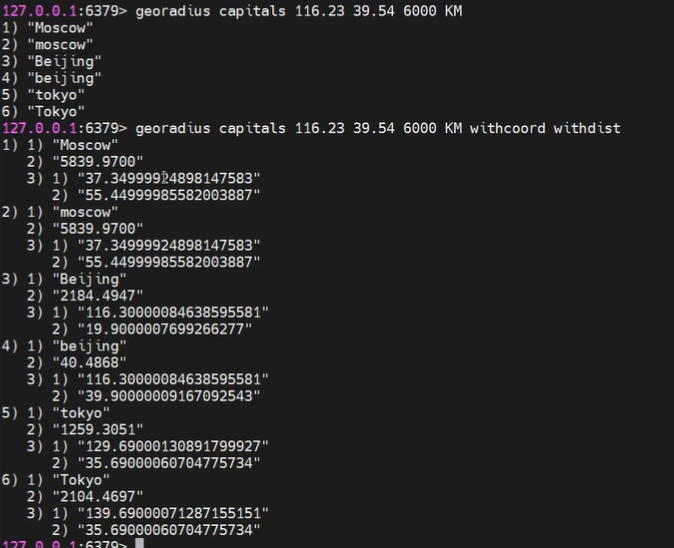 127.0.0.1:6379> georadius capitals 116.23 39.54 6000 KM
1) "Moscow"
2) "moscow"
3) "Beijing"
4) "beijing"
5) "tokyo"
6) "Tokyo"
127.0.0.1:6379> georadius capitals 116.23 39.54 6000 KM withcoord withdist
1) 1) "Moscow"
2) "5839.9700"
3) 1) "37.34999924898147583"
2) "55.44999985582003887"
2) 1) "moscow"
2) "5839.9700"
3) 1) "37.34999924898147583"
2) "55.44999985582003887"
3) 1) "Beijing"
2) "2184.4947"
3) 1) "116.30000084638595581"
2) "19.9000007699266277"
4) 1) "beijing"
2) "40.4868"
3) 1) "116.30000084638595581"
2) "39.90000009167092543"
5) 1) "tokyo"
2) "1259.3051"
3) 1) "129.69000130891799927"
2) "35.69000060704775734"
6) 1) "Tokyo"
2) "2104.4697"
3) 1) "139.69000071287155151"
2) "35.69000060704775734"
127.0.0.1:6379>